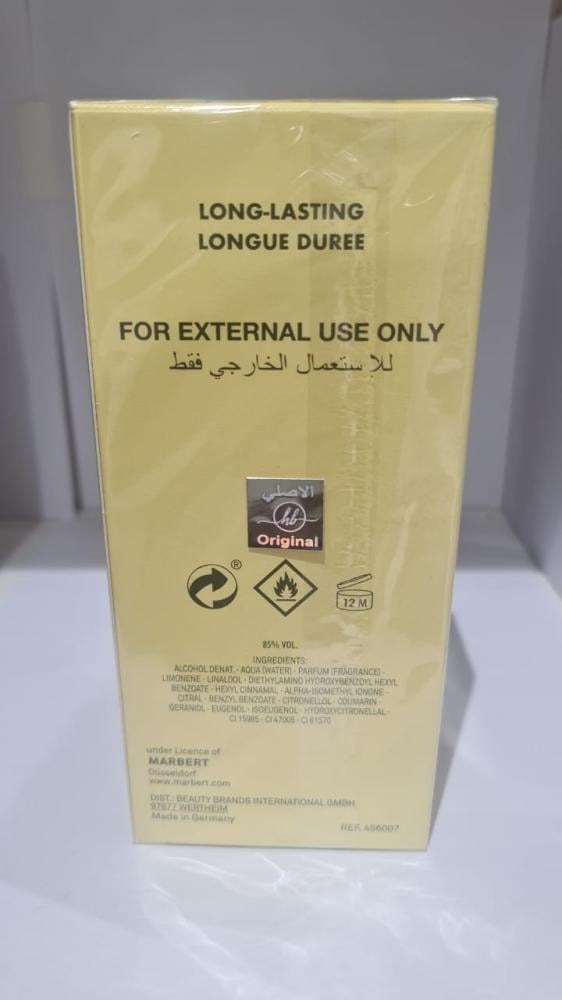 LONG-LASTING
LONGUE DUREE
FOR EXTERNAL USE ONLY
للإستعمال الخارجي فقط
الاصلي
hb
Original
®
12 M
85% VOL.
INGREDIENTS:
ALCOHOL DENAT. - AQUA (WATER) - PARFUM (FRAGRANCE) -
LIMONENE - LINALOOL - DIETHYLAMINO HYDROXYBENZOYL HEXYL
BENZOATE - HEXYL CINNAMAL - ALPHA-ISOMETHYL IONONE -
CITRAL - BENZYL BENZOATE - CITRONELLOL - COUMARIN -
GERANIOL - EUGENOL - ISOEUGENOL - HYDROXYCITRONELLAL -
CI 15985 - CI 47005 - CI 61570
under Licence of
MARBERT
Düsseldorf
www.marbert.com
DIST.: BEAUTY BRANDS INTERNATIONAL GMBH
97877 WERTHEIM
Made in Germany
REF. 456007